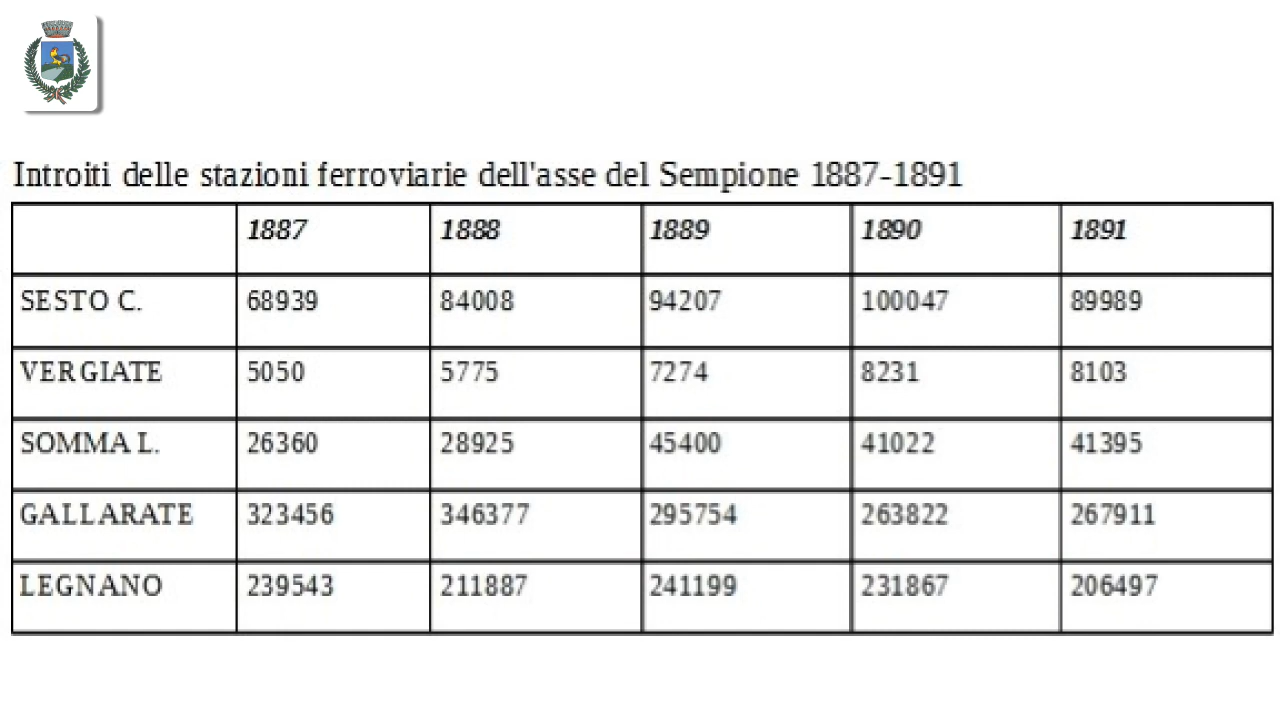 Introiti delle stazioni ferroviarie dell'asse del Sempione 1887-1891
1887 1888 1889 1890 1891
SESTO C. 68939 84008 94207 100047 89989
VERGIATE 5050 5775 7274 8231 8103
SOMMA L. 26360 28925 45400 41022 41395
GALLARATE 323456 346377 295754 263822 267911
LEGNANO 239543 211887 241199 231867 206497